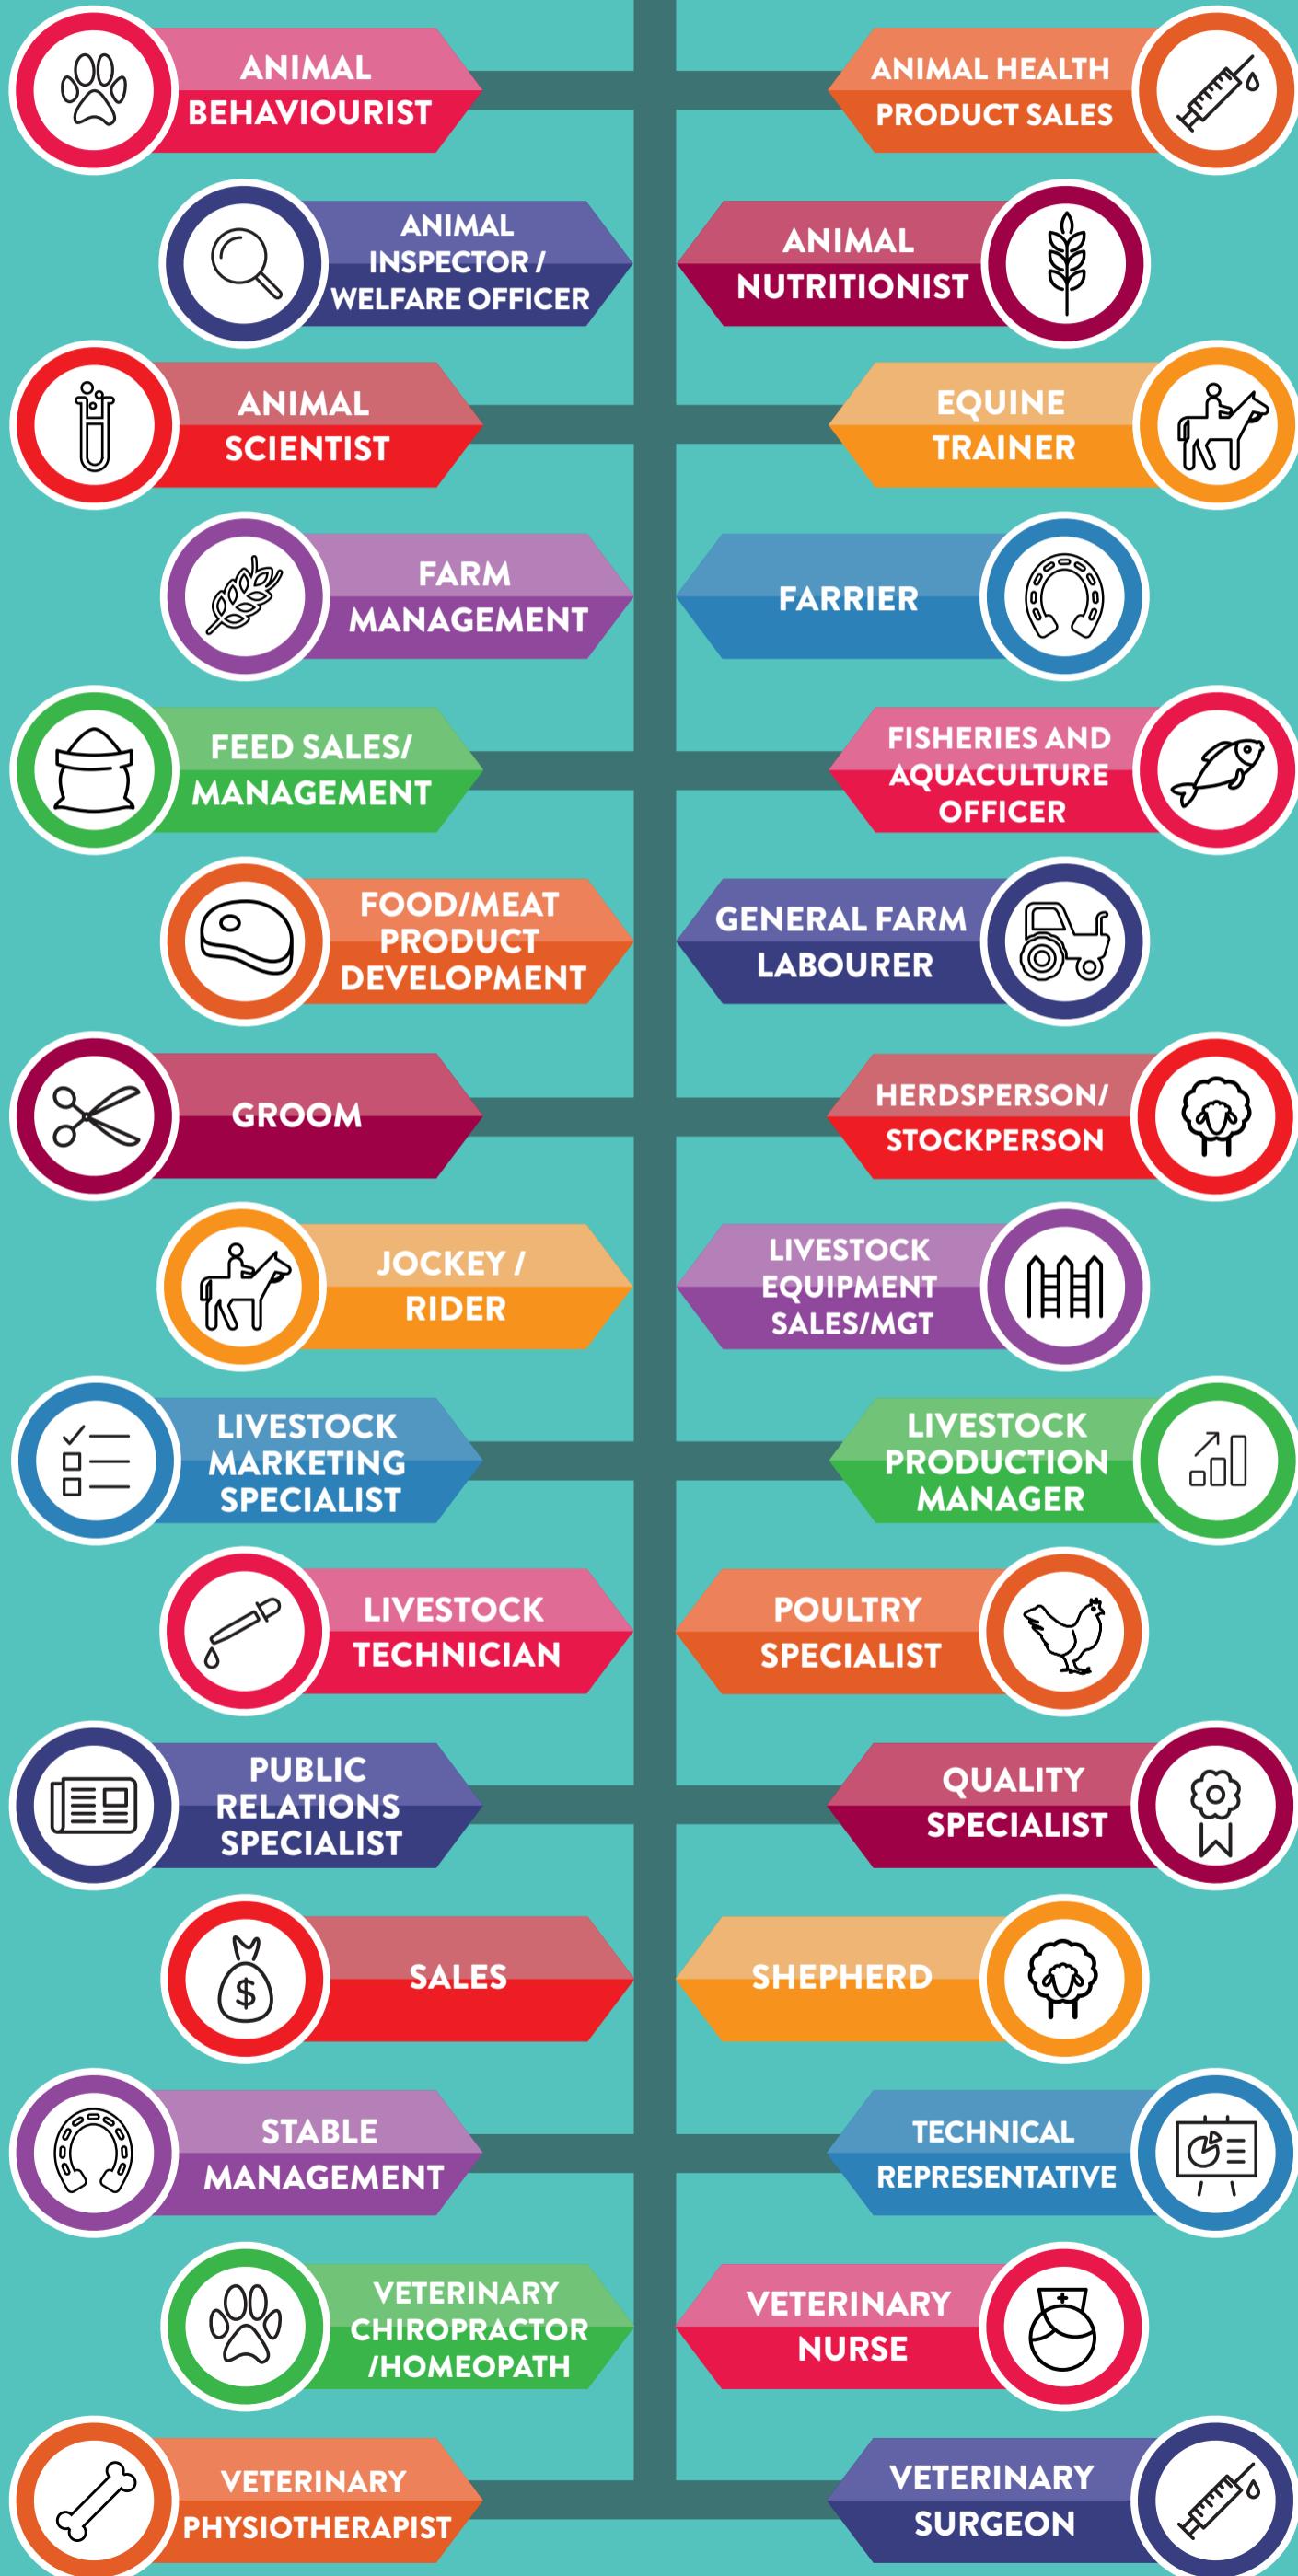 ANIMAL
BEHAVIOURIST
ANIMAL HEALTH
PRODUCT SALES
ANIMAL
INSPECTOR /
WELFARE OFFICER
ANIMAL
NUTRITIONIST
ANIMAL
SCIENTIST
EQUINE
TRAINER
FARM
MANAGEMENT
FARRIER
FEED SALES/
MANAGEMENT
FISHERIES AND
AQUACULTURE
OFFICER
FOOD/MEAT
PRODUCT
DEVELOPMENT
GENERAL FARM
LABOURER
GROOM
HERDSPERSON/
STOCKPERSON
JOCKEY /
RIDER
LIVESTOCK
EQUIPMENT
SALES/MGT
LIVESTOCK
MARKETING
SPECIALIST
LIVESTOCK
PRODUCTION
MANAGER
LIVESTOCK
TECHNICIAN
POULTRY
SPECIALIST
PUBLIC
RELATIONS
SPECIALIST
QUALITY
SPECIALIST
$
SALES
SHEPHERD
STABLE
MANAGEMENT
TECHNICAL
REPRESENTATIVE
VETERINARY
CHIROPRACTOR
/HOMEOPATH
VETERINARY
NURSE
VETERINARY
PHYSIOTHERAPIST
VETERINARY
SURGEON